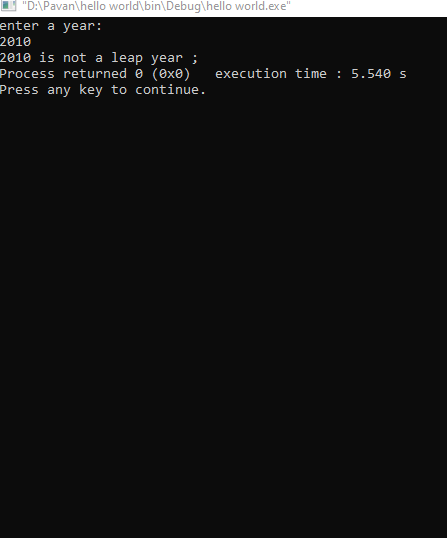 "D:\Pavan\hello world\bin\Debug\hello world.exe"
enter a year:
2010
2010 is not a leap year ;
Process returned 0 (0x0)   execution time : 5.540 s
Press any key to continue.